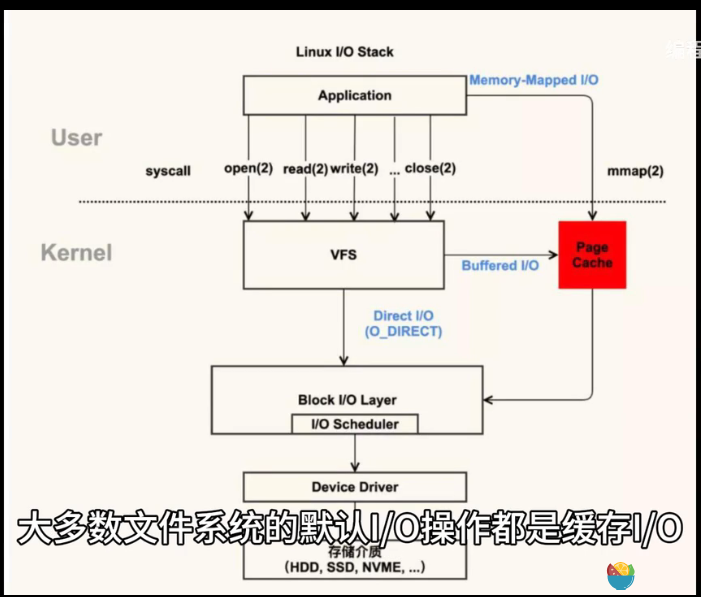 Linux I/O Stack
Memory-Mapped I/O
Application
User
syscall
open(2)
read(2)
write(2)
...
close(2)
mmap(2)
Kernel
VFS
Page
Cache
Buffered I/O
Direct I/O
(O_DIRECT)
Block I/O Layer
I/O Scheduler
Device Driver
大多数文件系统的默认I/O操作都是缓存I/O
存储介质
(HDD, SSD, NVME, ...)